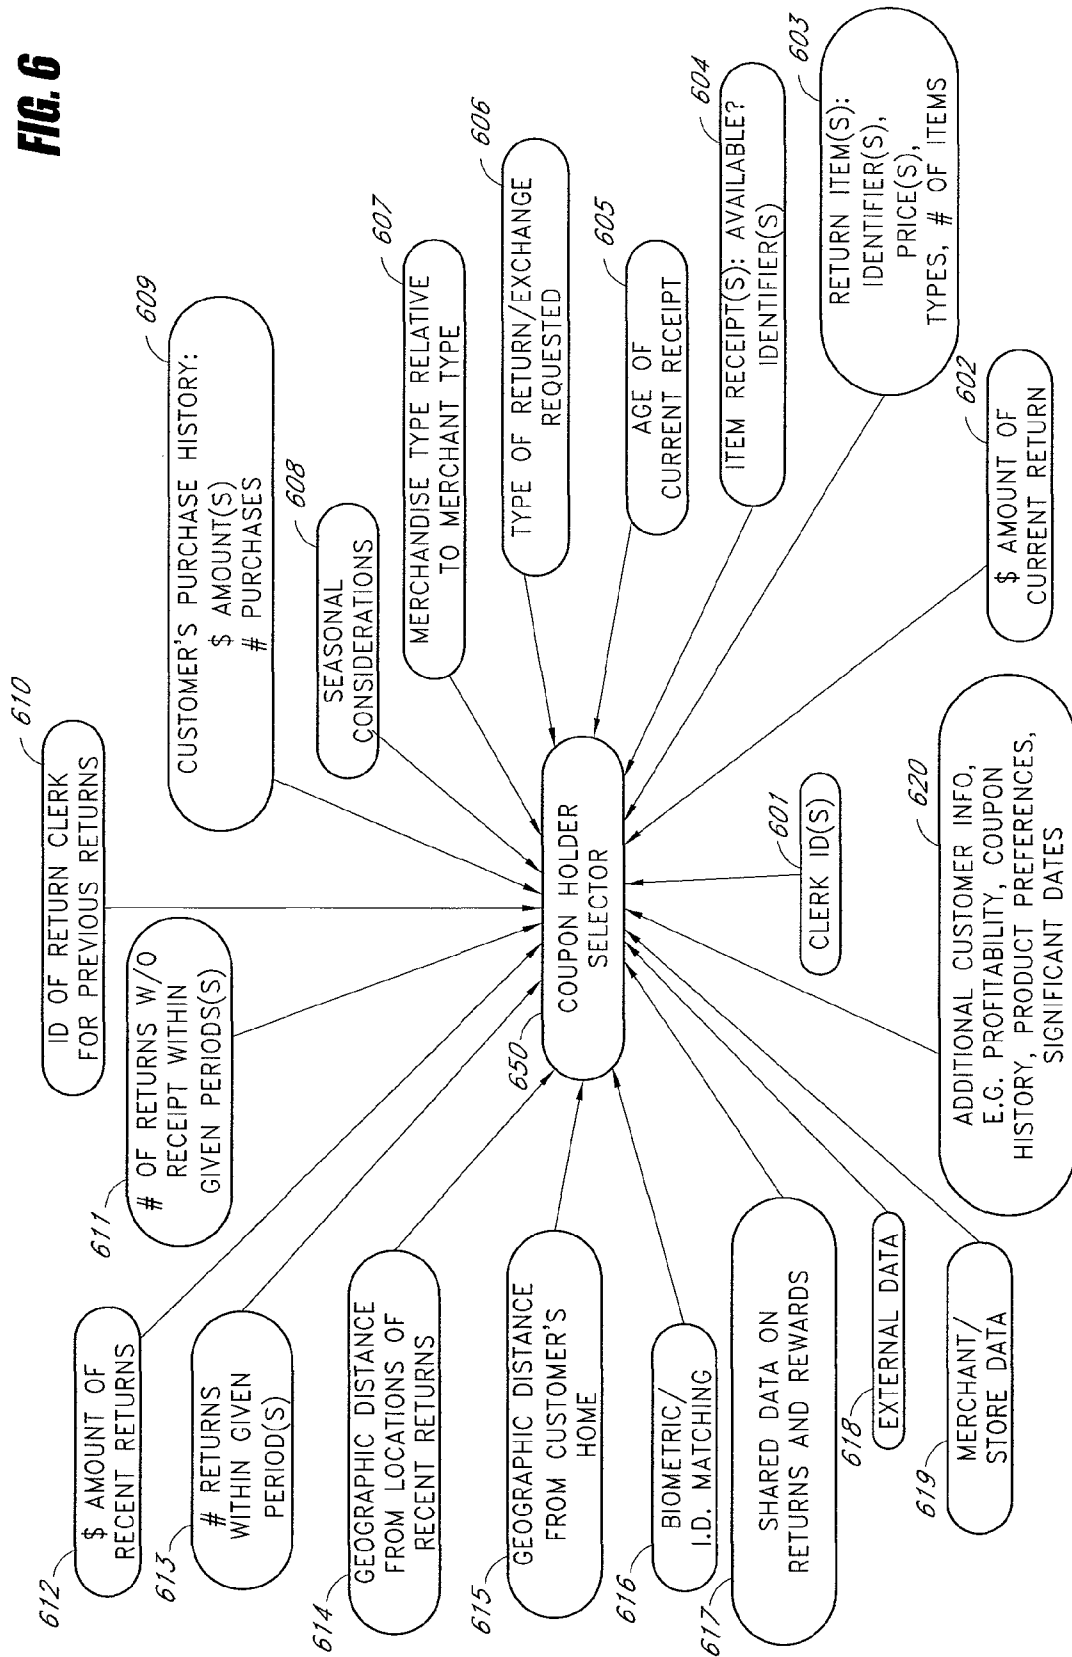 FIG. 6
610
ID OF RETURN CLERK
FOR PREVIOUS RETURNS
609
CUSTOMER'S PURCHASE HISTORY:
$ AMOUNT(S)
# PURCHASES
608
SEASONAL
CONSIDERATIONS
607
MERCHANDISE TYPE RELATIVE
TO MERCHANT TYPE
606
TYPE OF RETURN/EXCHANGE
REQUESTED
605
AGE OF
CURRENT RECEIPT
604
ITEM RECEIPT(S): AVAILABLE?
IDENTIFIER(S)
603
RETURN ITEM(S):
IDENTIFIER(S),
PRICE(S),
TYPES, # OF ITEMS
602
$ AMOUNT OF
CURRENT RETURN
601
CLERK ID(S)
620
ADDITIONAL CUSTOMER INFO,
E.G. PROFITABILITY, COUPON
HISTORY, PRODUCT PREFERENCES,
SIGNIFICANT DATES
650
COUPON HOLDER
SELECTOR
611
# OF RETURNS W/O
RECEIPT WITHIN
GIVEN PERIODS(S)
612
$ AMOUNT OF
RECENT RETURNS
613
# RETURNS
WITHIN GIVEN
PERIOD(S)
614
GEOGRAPHIC DISTANCE
FROM LOCATIONS OF
RECENT RETURNS
615
GEOGRAPHIC DISTANCE
FROM CUSTOMER'S
HOME
616
BIOMETRIC/
I.D. MATCHING
617
SHARED DATA ON
RETURNS AND REWARDS
618
EXTERNAL DATA
619
MERCHANT/
STORE DATA